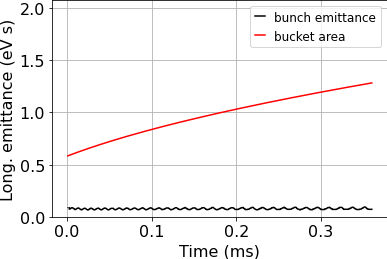 Long. emittance (eV s)
2.0
1.5
1.0
0.5
0.0
bunch emittance
bucket area
0.0 0.1 0.2 0.3
Time (ms)